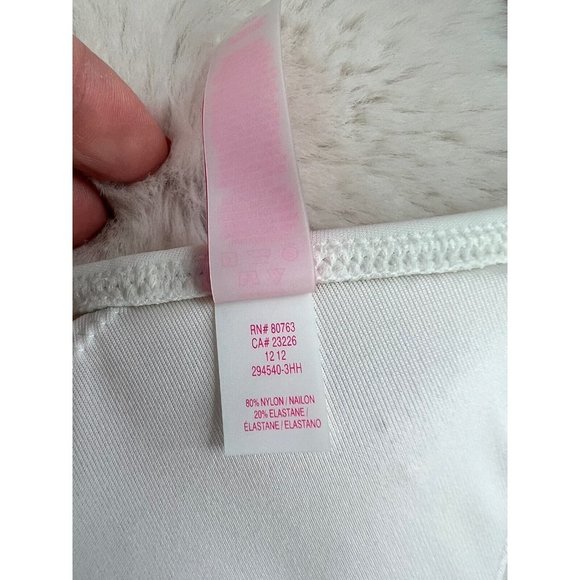 RN# 80763
CA# 23226
12 12
294540-3HH
80% NYLON / NAILON
20% ELASTANE /
ÉLASTANE / ELASTANO